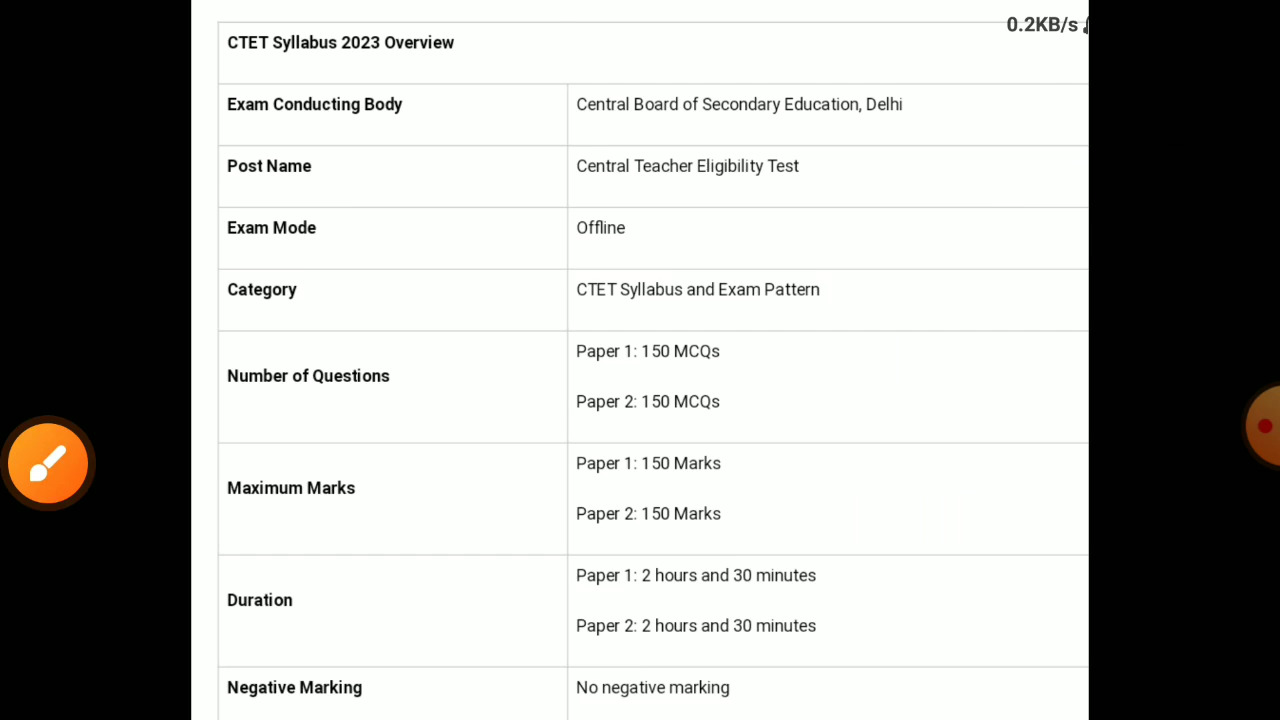 0.2KB/s
CTET Syllabus 2023 Overview
Exam Conducting Body
Central Board of Secondary Education, Delhi
Post Name
Central Teacher Eligibility Test
Exam Mode
Offline
Category
CTET Syllabus and Exam Pattern
Number of Questions
Paper 1: 150 MCQs
Paper 2: 150 MCQs
Maximum Marks
Paper 1: 150 Marks
Paper 2: 150 Marks
Duration
Paper 1: 2 hours and 30 minutes
Paper 2: 2 hours and 30 minutes
Negative Marking
No negative marking